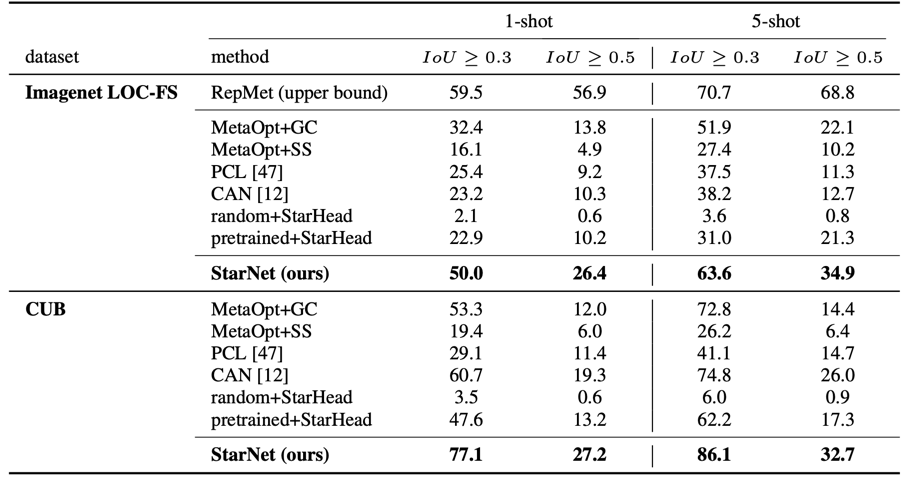 1-shot 5-shot
dataset method IoU ≥ 0.3 IoU ≥ 0.5 IoU ≥ 0.3 IoU ≥ 0.5
Imagenet LOC-FS RepMet (upper bound) 59.5 56.9 70.7 68.8
MetaOpt+GC 32.4 13.8 51.9 22.1
MetaOpt+SS 16.1 4.9 27.4 10.2
PCL [47] 25.4 9.2 37.5 11.3
CAN [12] 23.2 10.3 38.2 12.7
random+StarHead 2.1 0.6 3.6 0.8
pretrained+StarHead 22.9 10.2 31.0 21.3
StarNet (ours) 50.0 26.4 63.6 34.9
CUB MetaOpt+GC 53.3 12.0 72.8 14.4
MetaOpt+SS 19.4 6.0 26.2 6.4
PCL [47] 29.1 11.4 41.1 14.7
CAN [12] 60.7 19.3 74.8 26.0
random+StarHead 3.5 0.6 6.0 0.9
pretrained+StarHead 47.6 13.2 62.2 17.3
StarNet (ours) 77.1 27.2 86.1 32.7